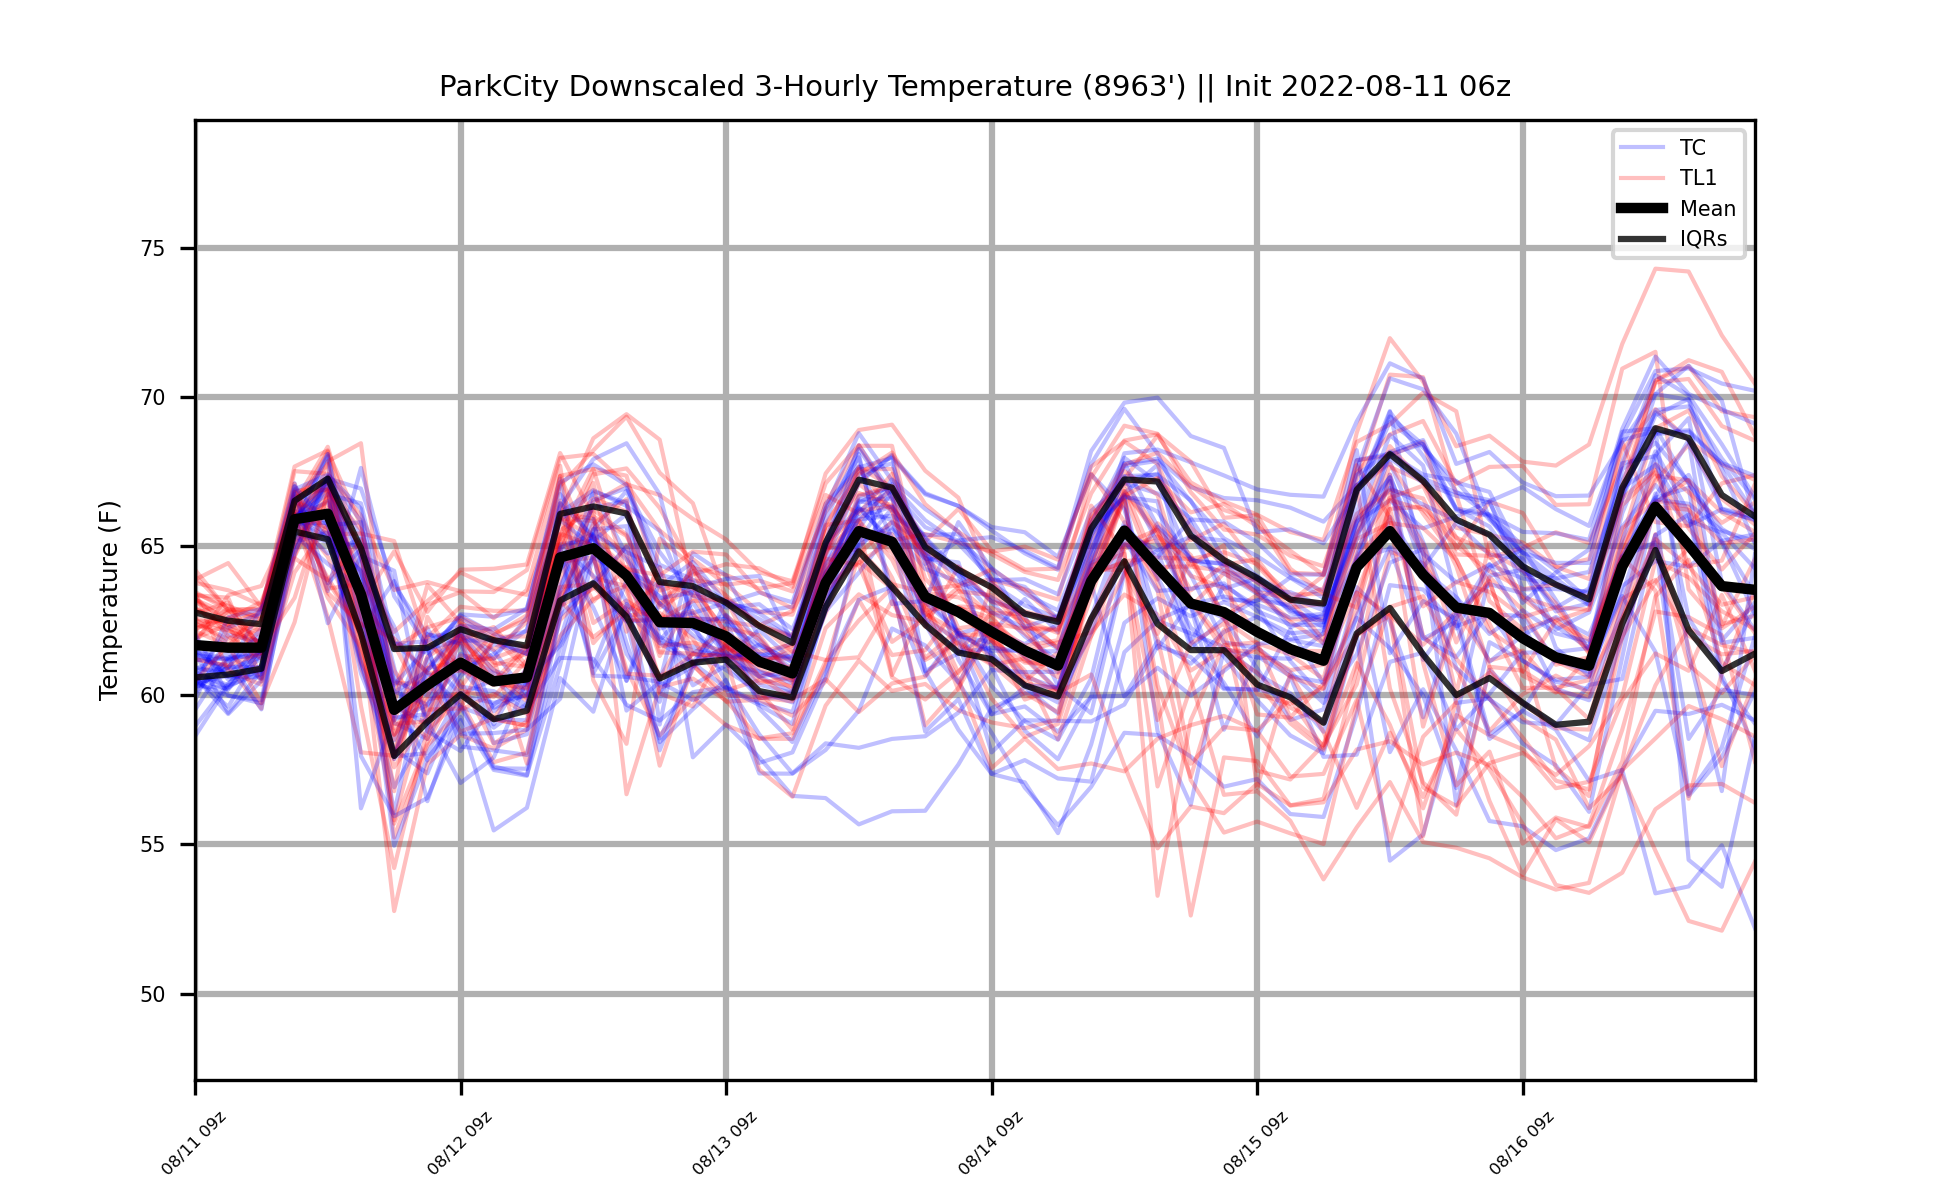 ParkCity Downscaled 3-Hourly Temperature (8963') || Init 2022-08-11 06z
TC
TL1
Mean
IQRs
Temperature (F)
75
70
65
60
55
50
08/11 09z
08/12 09z
08/13 09z
08/14 09z
08/15 09z
08/16 09z